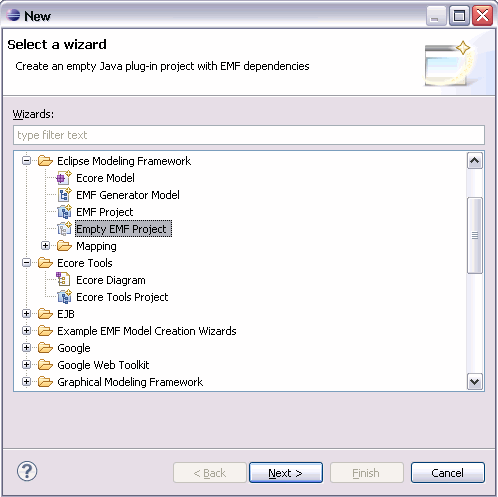 New
Select a wizard
Create an empty Java plug-in project with EMF dependencies
Wizards:
type filter text
Eclipse Modeling Framework
Ecore Model
EMF Generator Model
EMF Project
Empty EMF Project
Mapping
Ecore Tools
Ecore Diagram
Ecore Tools Project
EJB
Example EMF Model Creation Wizards
Google
Google Web Toolkit
Graphical Modeling Framework
? < Back Next > Finish Cancel